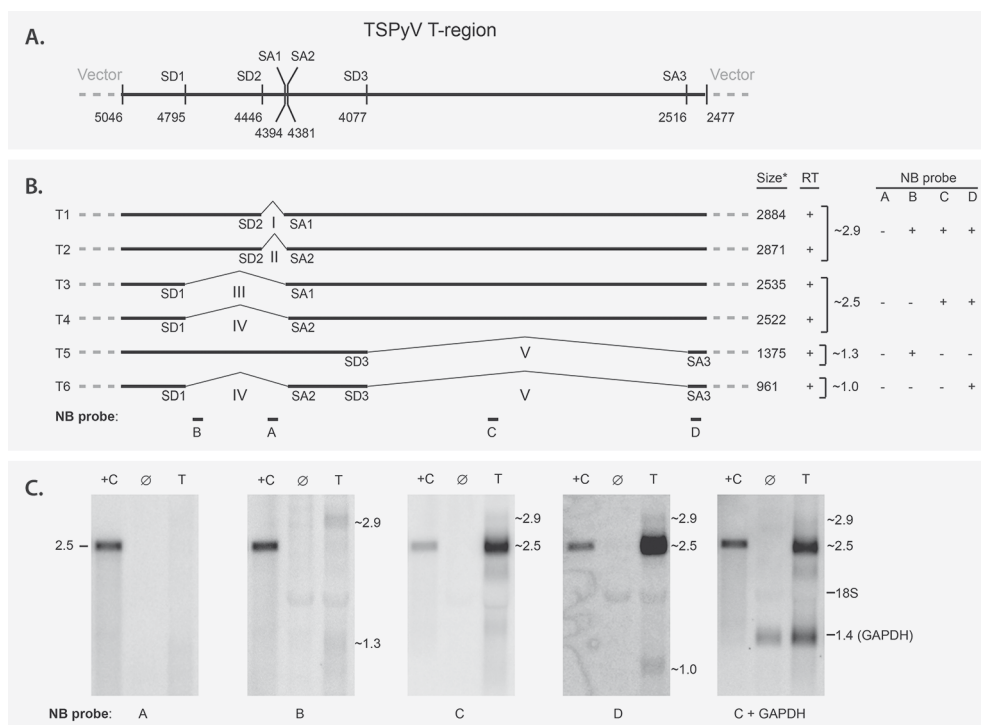 A.
TSPyV T-region
SA1 SA2
Vector SD1 SD2 SD3 SA3 Vector
5046 4795 4446 4077 2516 2477
4394 4381
B.
Size* RT NB probe
A B C D
T1 SD2 I SA1 2884 +
~2.9 - + + +
T2 SD2 II SA2 2871 +
T3 SD1 III SA1 2535 +
~2.5 - - + +
T4 SD1 IV SA2 2522 +
T5 SD3 V SA3 1375 + ~1.3 - + - -
T6 SD1 IV SA2 SD3 V SA3 961 + ~1.0 - - - +
NB probe: B A C D
C.
+C ∅ T +C ∅ T +C ∅ T +C ∅ T +C ∅ T
~2.9 ~2.9 ~2.9 ~2.9
2.5 ~2.5 ~2.5 ~2.5
18S
~1.3 1.4 (GAPDH)
~1.0
NB probe: A B C D C + GAPDH